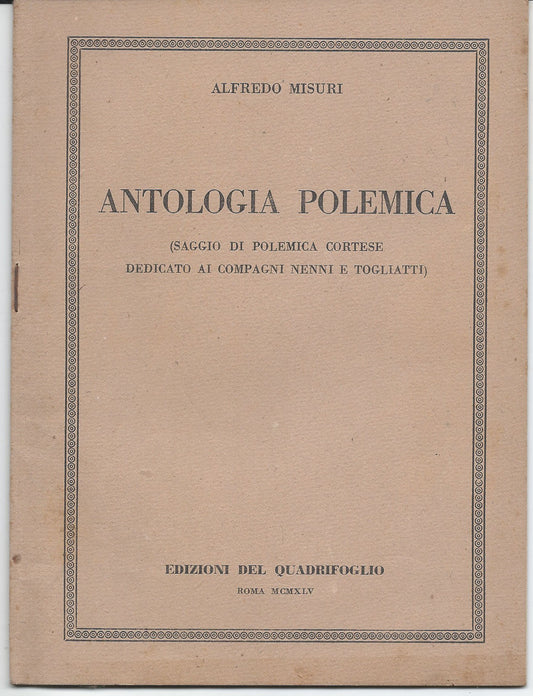 ALFREDO MISURI
ANTOLOGIA POLEMICA
(SAGGIO DI POLEMICA CORTESE
DEDICATO AI COMPAGNI NENNI E TOGLIATTI)
EDIZIONI DEL QUADRIFOGLIO
ROMA MCMXLV